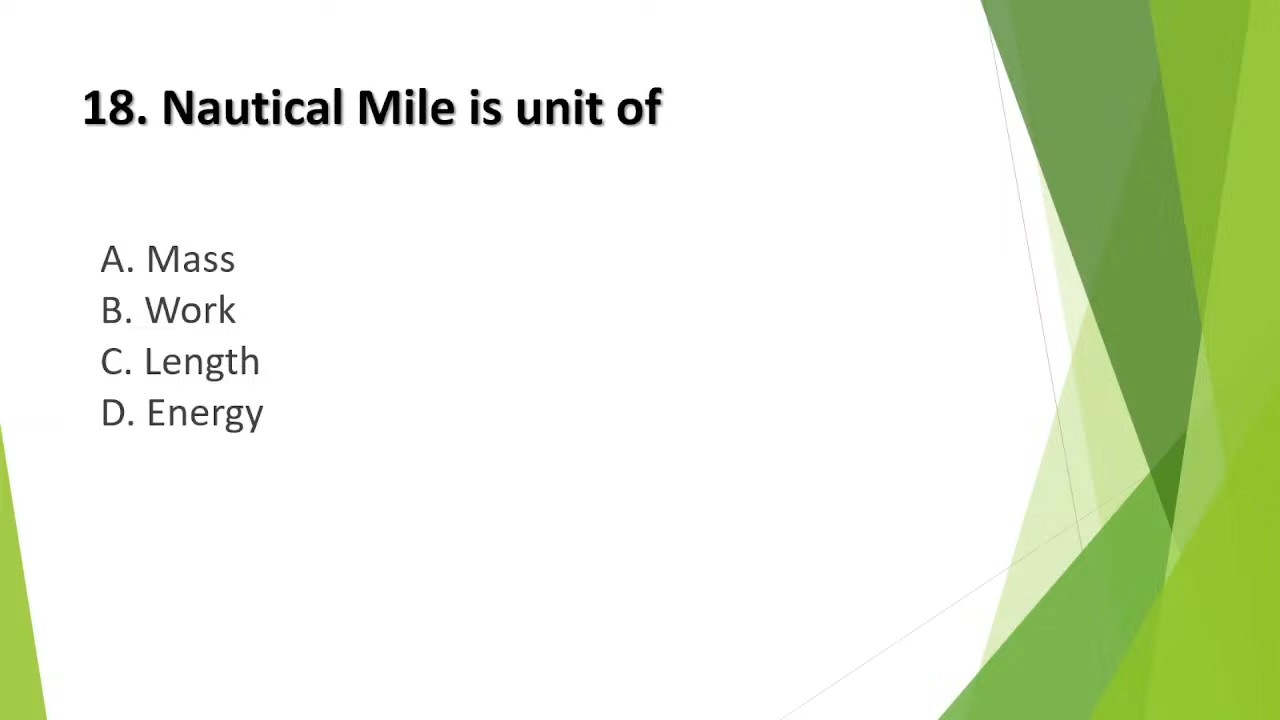 18. Nautical Mile is unit of
A. Mass
B. Work
C. Length
D. Energy